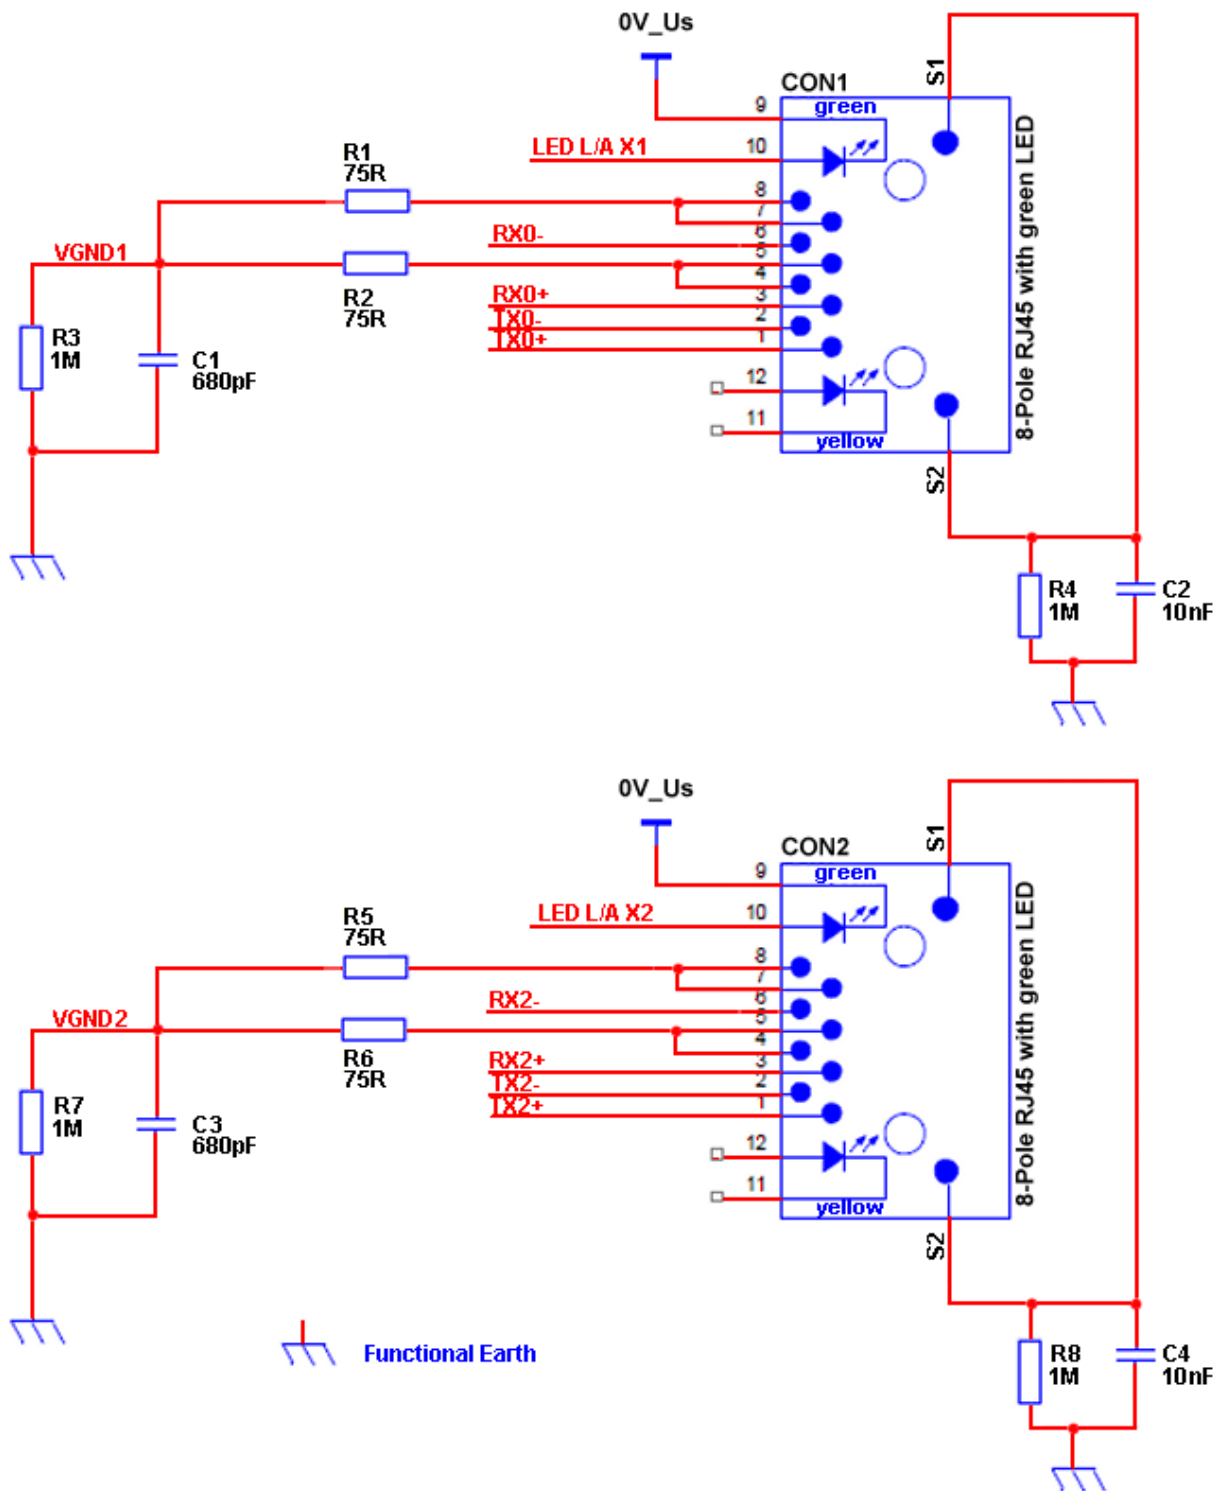 0V_Us
S1
CON1
9
green
LED L/A X1
10
R1
75R
8
7
RX0-
6
5
VGND1
4
R2
75R
RX0+
3
TX0-
2
TX0+
1
R3
1M
C1
680pF
12
11
yellow
8-Pole RJ45 with green LED
S2
R4
1M
C2
10nF
0V_Us
S1
CON2
9
green
LED L/A X2
10
R5
75R
8
7
RX2-
6
5
VGND2
4
R6
75R
RX2+
3
TX2-
2
TX2+
1
R7
1M
C3
680pF
12
11
yellow
8-Pole RJ45 with green LED
S2
Functional Earth
R8
1M
C4
10nF